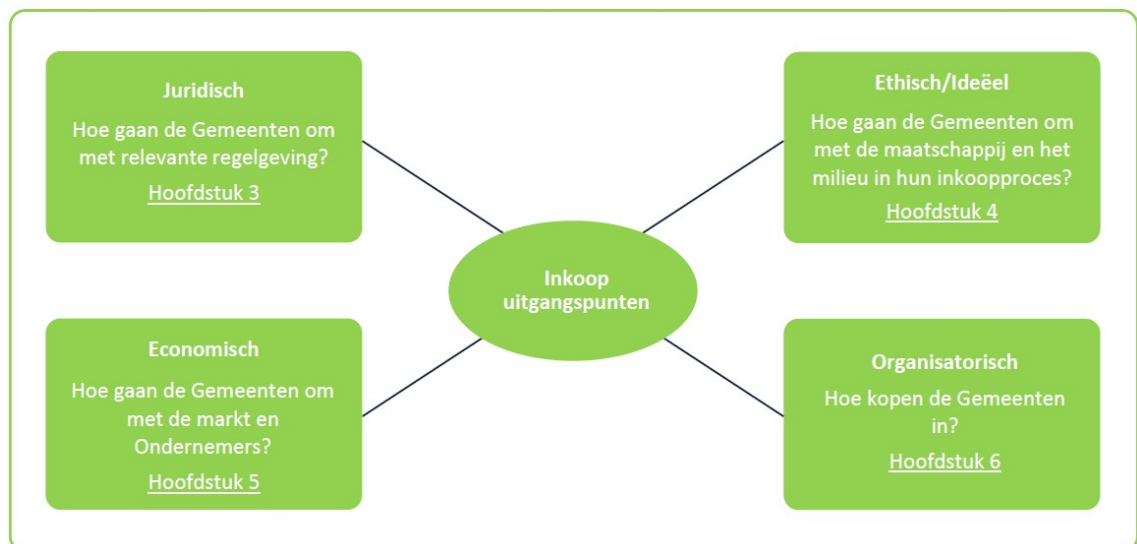 Juridisch
Hoe gaan de Gemeenten om
met relevante regelgeving?
Hoofdstuk 3
Ethisch/Ideëel
Hoe gaan de Gemeenten om
met de maatschappij en het
milieu in hun inkoopproces?
Hoofdstuk 4
Inkoop
uitgangspunten
Economisch
Hoe gaan de Gemeenten om
met de markt en
Ondernemers?
Hoofdstuk 5
Organisatorisch
Hoe kopen de Gemeenten
in?
Hoofdstuk 6